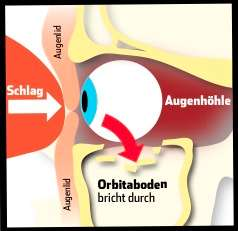 Augenlid
Schlag
Augenhöhle
Augenlid
Orbitaboden
bricht durch